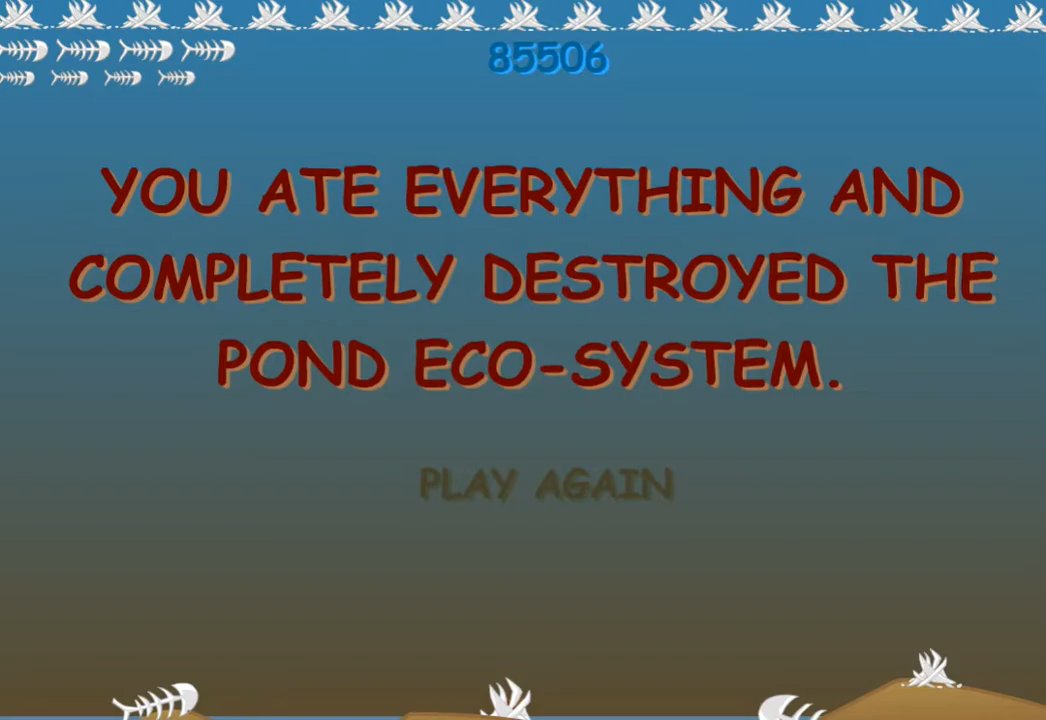 85506
YOU ATE EVERYTHING AND
COMPLETELY DESTROYED THE
POND ECO-SYSTEM.
PLAY AGAIN